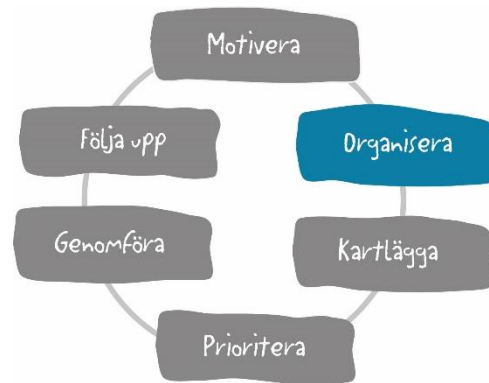 Motivera
Organisera
Kartlägga
Prioritera
Genomföra
Följa upp